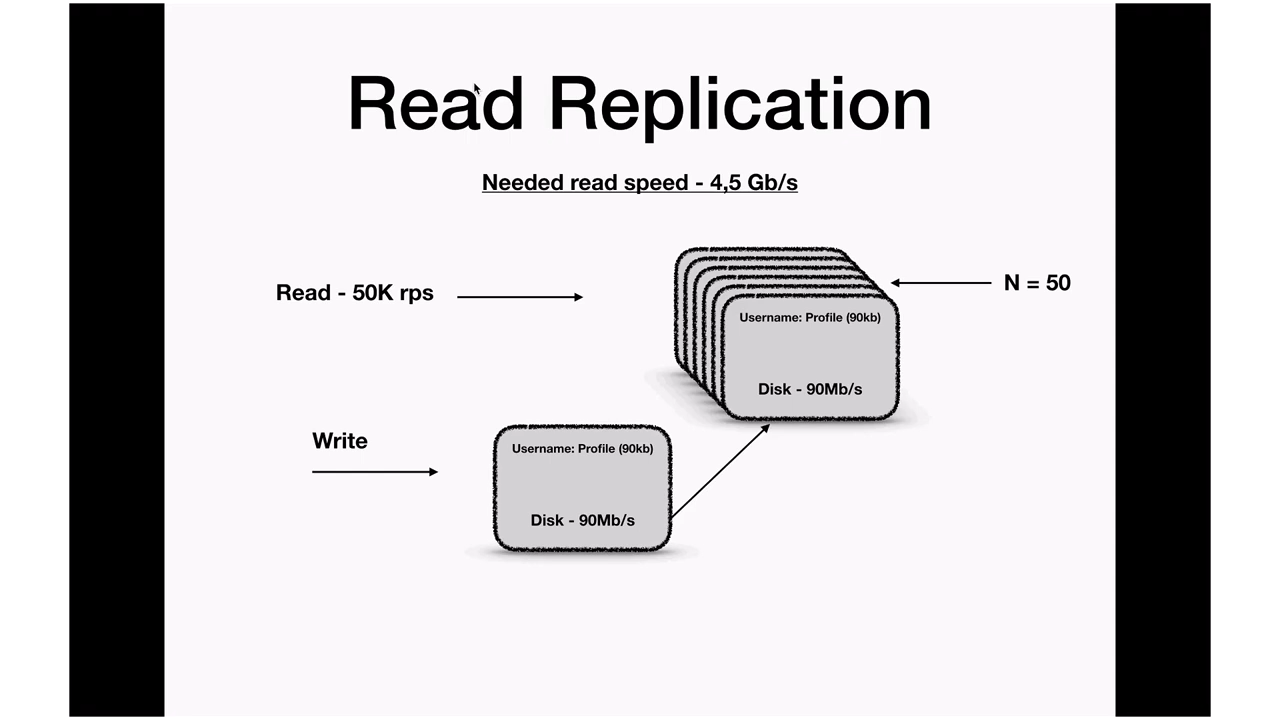 Read Replication
Needed read speed - 4,5 Gb/s
Read - 50K rps
N = 50
Username: Profile (90kb)
Disk - 90Mb/s
Write
Username: Profile (90kb)
Disk - 90Mb/s